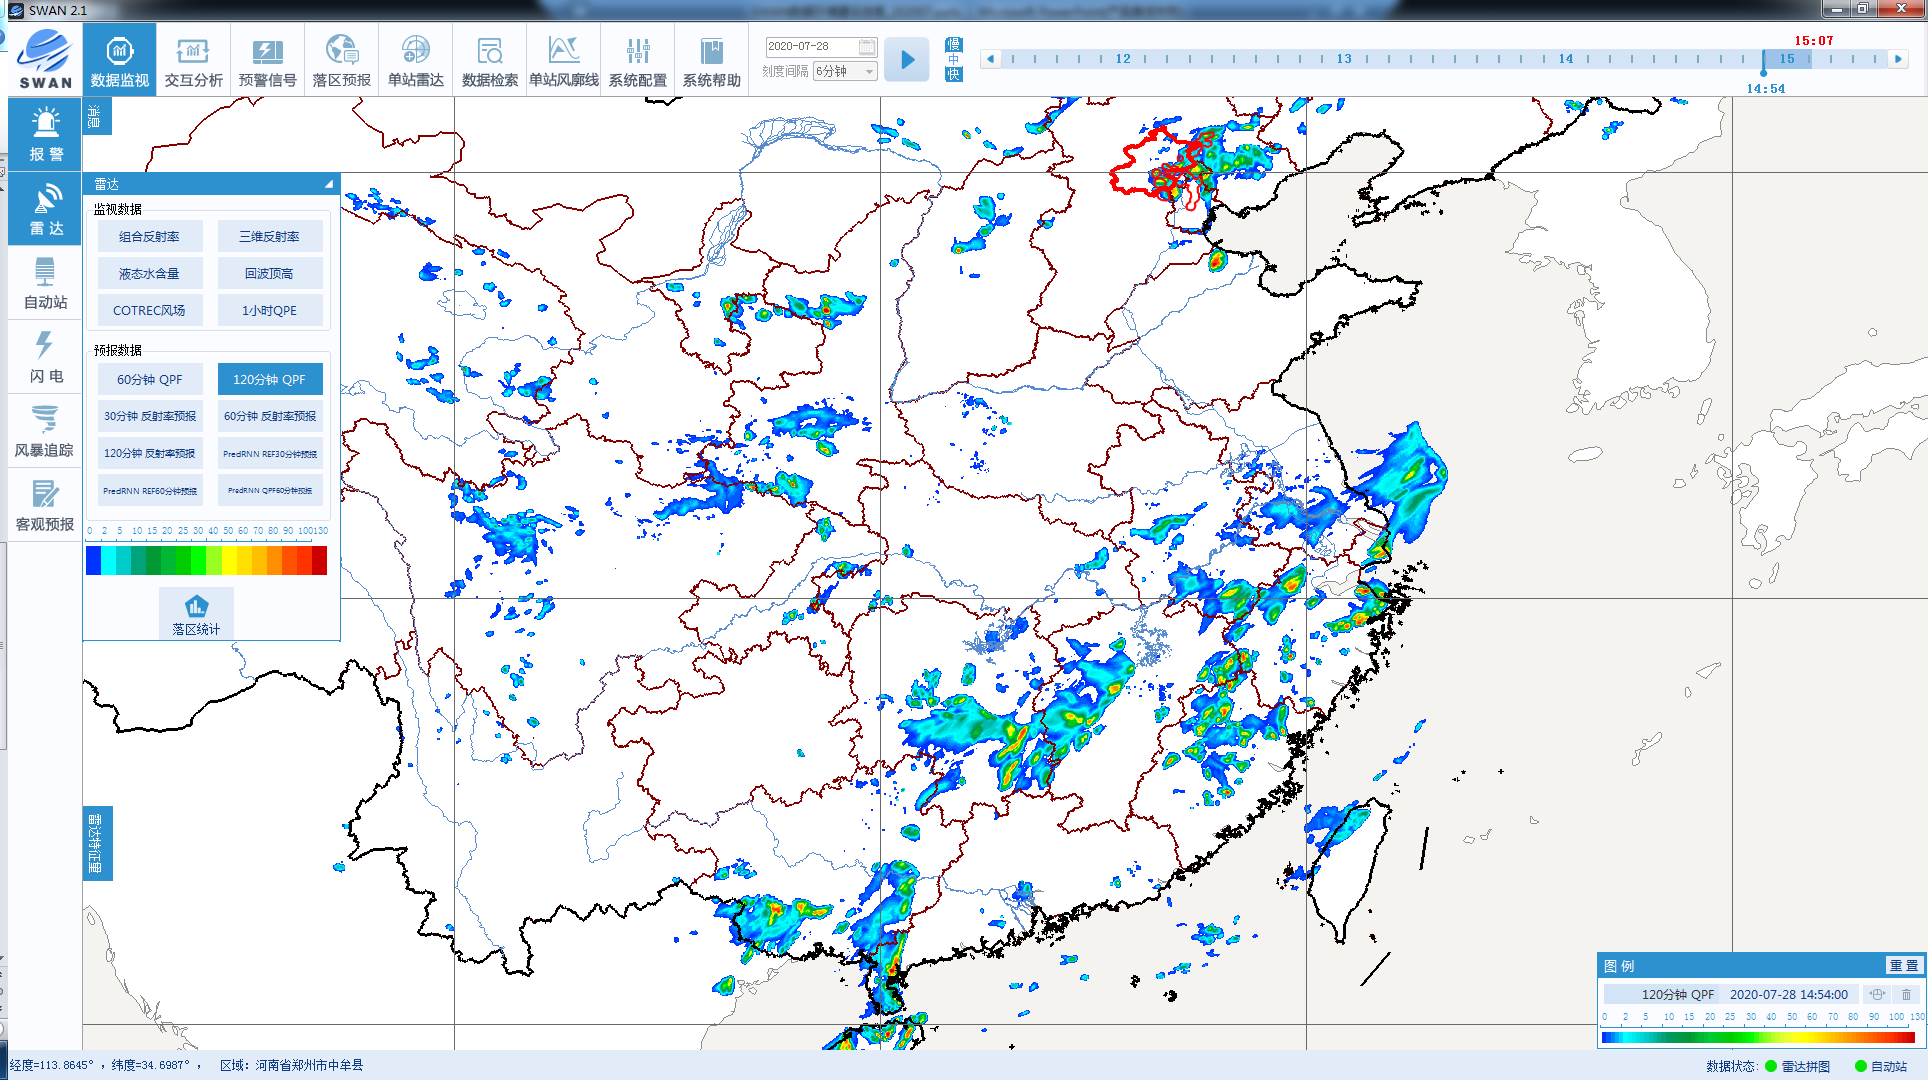 SWAN 2.1
SWAN
数据监视
交互分析
预警信号
落区预报
单站雷达
数据检索
单站风廓线
系统配置
系统帮助
2020-07-28
刻度间隔 6分钟
慢
中
快
12 13 14 15
15:07
14:54
报 警
雷 达
自动站
闪 电
风暴追踪
客观预报
消息
雷达
监视数据
组合反射率 三维反射率
液态水含量 回波顶高
COTREC风场 1小时QPE
预报数据
60分钟 QPF 120分钟 QPF
30分钟 反射率预报 60分钟 反射率预报
120分钟 反射率预报 PredRNN REF30分钟预报
PredRNN REF60分钟预报 PredRNN QPF60分钟预报
0 2 5 10 15 20 25 30 40 50 60 70 80 90 100 130
落区统计
雷达特征量
图 例 重 置
120分钟 QPF 2020-07-28 14:54:00
0 2 5 10 15 20 25 30 40 50 60 70 80 90 100 130
经度=113.8645°，纬度=34.6987°， 区域：河南省郑州市中牟县
数据状态: 雷达拼图 自动站